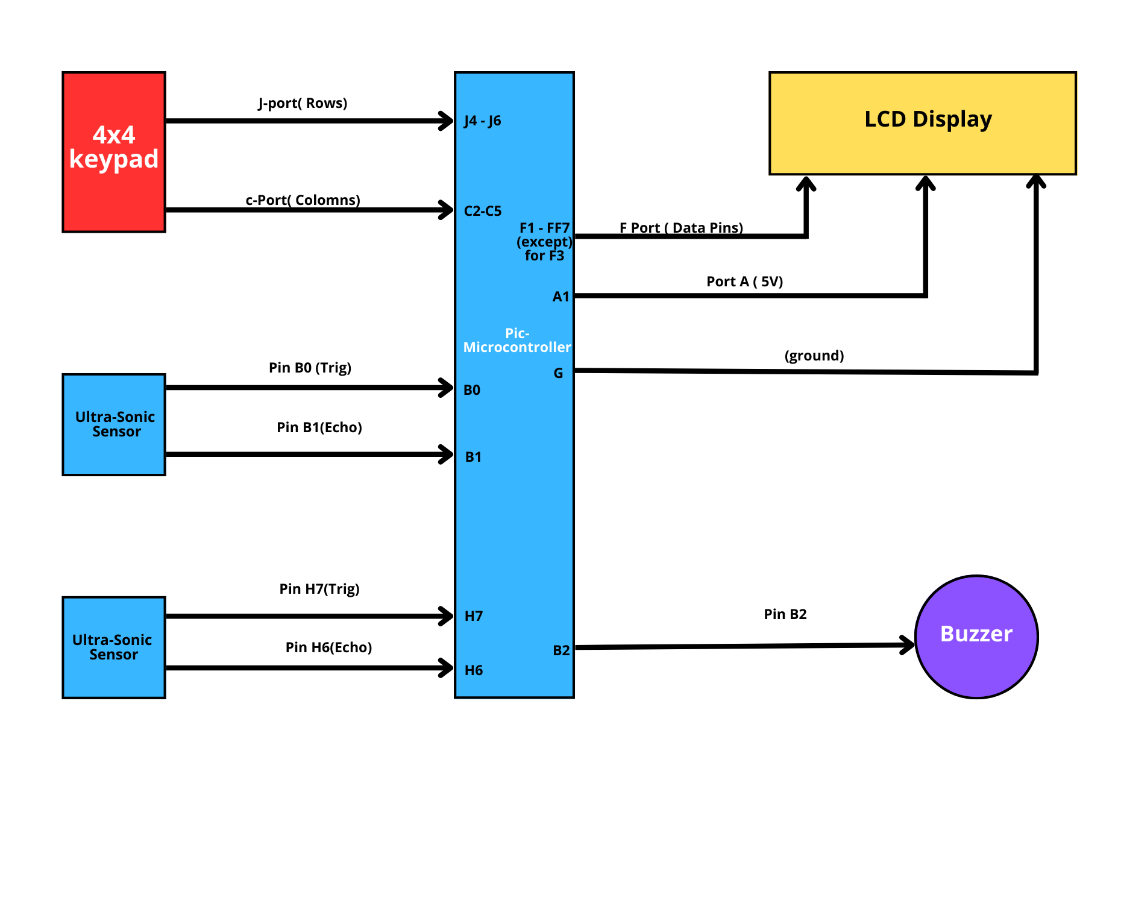 4x4
keypad
J-port( Rows)
c-Port( Colomns)
J4 - J6
C2-C5
F1 - FF7
(except)
for F3
A1
Pic-
Microcontroller
G
B0
B1
H7
H6
B2
LCD Display
F Port ( Data Pins)
Port A ( 5V)
(ground)
Ultra-Sonic
Sensor
Pin B0 (Trig)
Pin B1(Echo)
Ultra-Sonic
Sensor
Pin H7(Trig)
Pin H6(Echo)
Pin B2
Buzzer